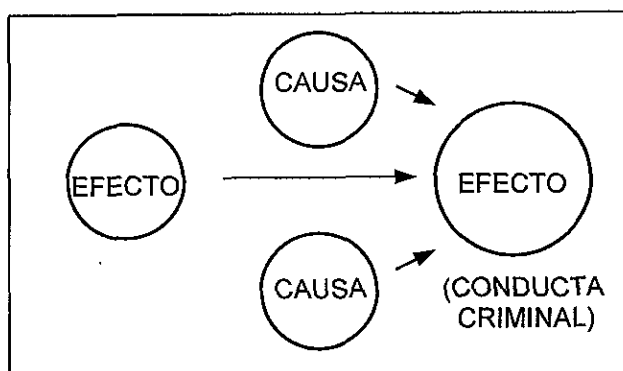 CAUSA
EFECTO
EFECTO
CAUSA
(CONDUCTA
CRIMINAL)